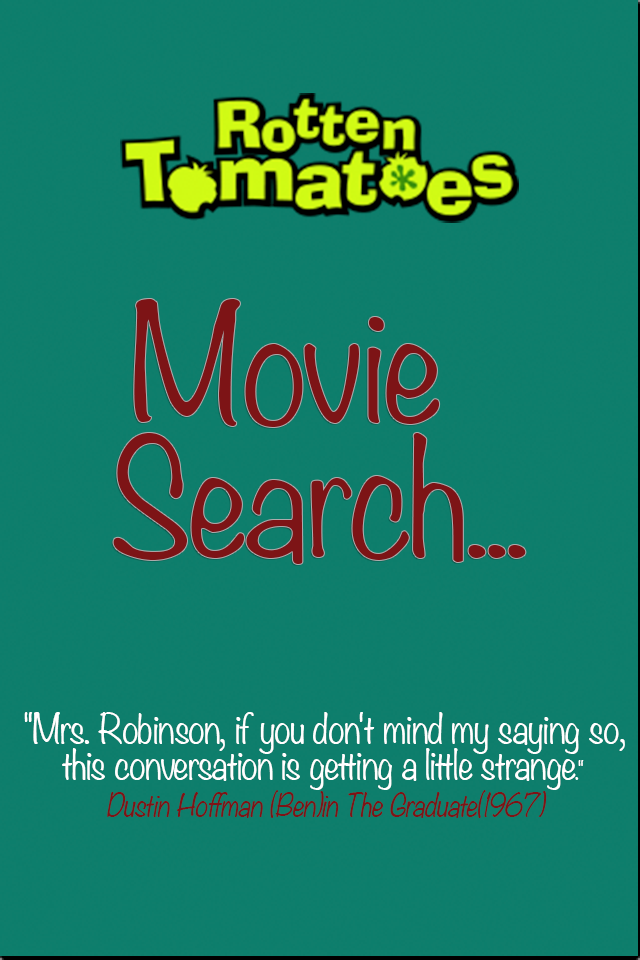 Rotten
Tomatoes
Movie
Search...
"Mrs. Robinson, if you don't mind my saying so,
this conversation is getting a little strange."
Dustin Hoffman (Ben)in The Graduate(1967)